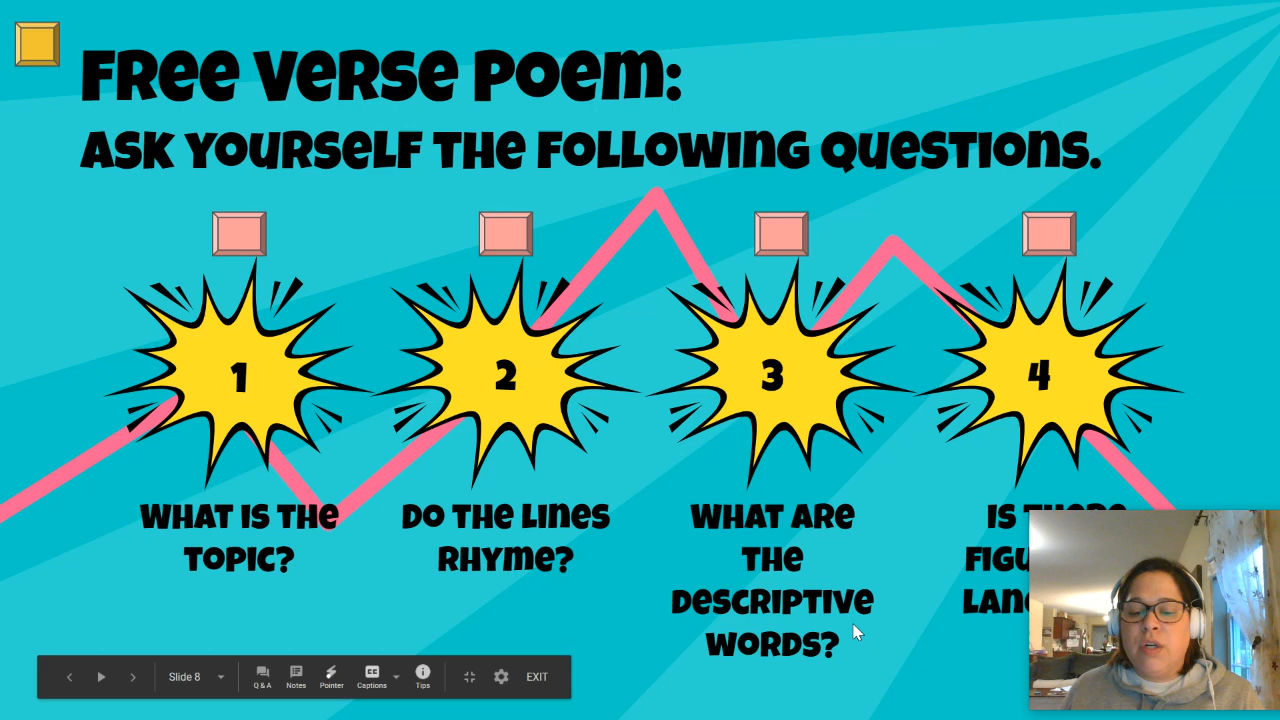 Free Verse Poem:
Ask yourself the following questions.
1
2
3
4
What is the
topic?
Do the lines
rhyme?
What are
the
descriptive
words?
Is
Slide 8
Q & A
Notes
Pointer
Captions
Tips
EXIT